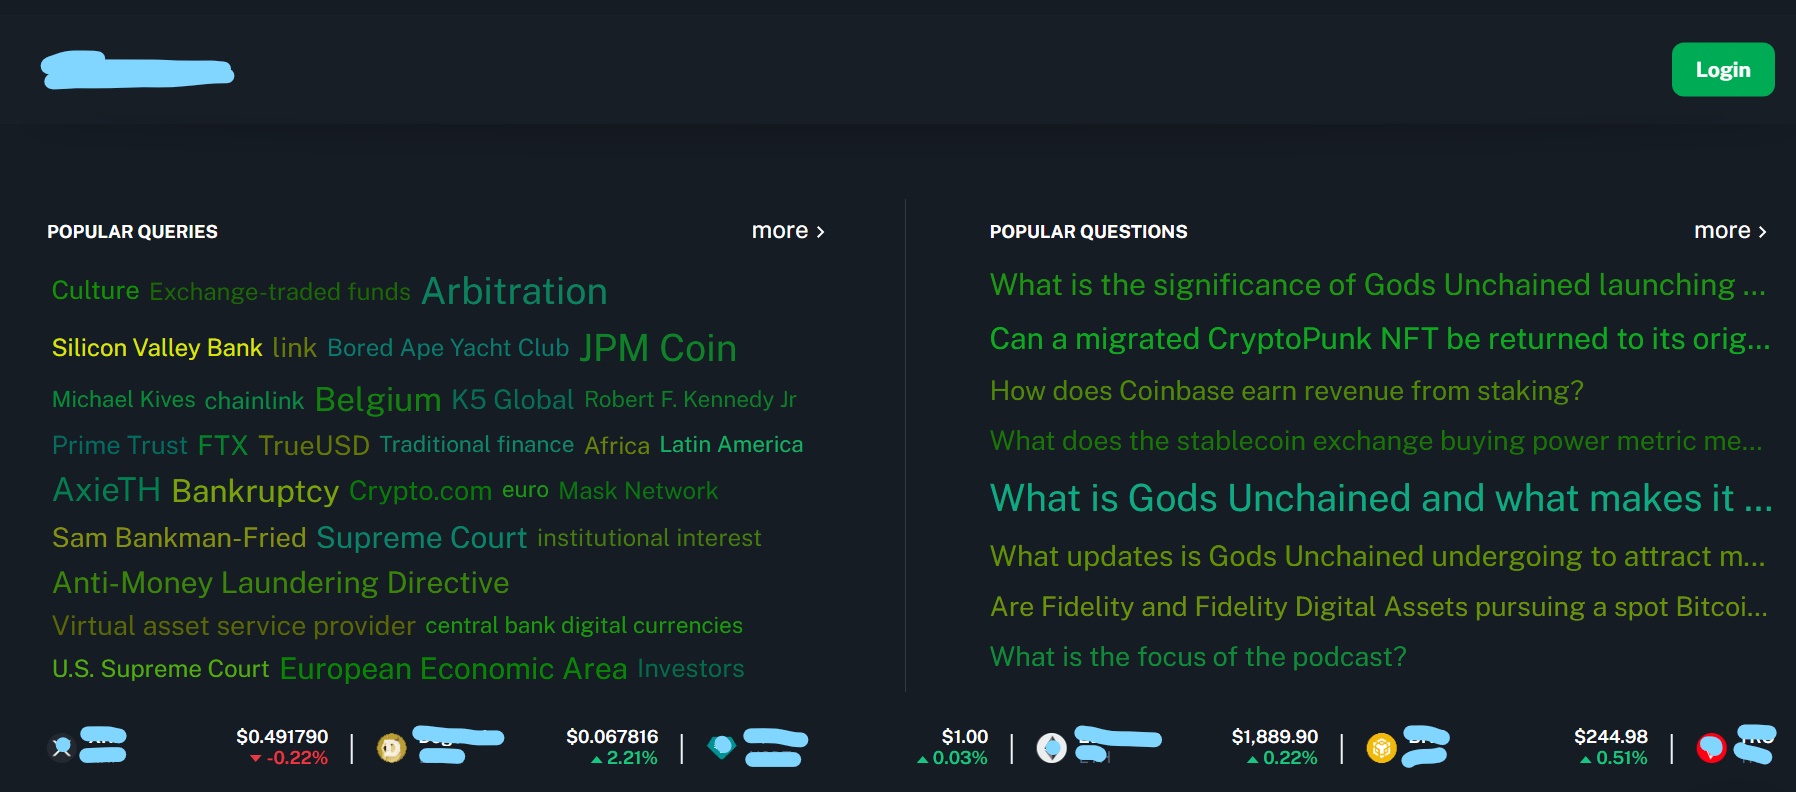 Login
POPULAR QUERIES
more >
Culture Exchange-traded funds Arbitration
Silicon Valley Bank link Bored Ape Yacht Club JPM Coin
Michael Kives chainlink Belgium K5 Global Robert F. Kennedy Jr
Prime Trust FTX TrueUSD Traditional finance Africa Latin America
AxieTH Bankruptcy Crypto.com euro Mask Network
Sam Bankman-Fried Supreme Court institutional interest
Anti-Money Laundering Directive
Virtual asset service provider central bank digital currencies
U.S. Supreme Court European Economic Area Investors
POPULAR QUESTIONS
more >
What is the significance of Gods Unchained launching ...
Can a migrated CryptoPunk NFT be returned to its orig...
How does Coinbase earn revenue from staking?
What does the stablecoin exchange buying power metric me...
What is Gods Unchained and what makes it ...
What updates is Gods Unchained undergoing to attract m...
Are Fidelity and Fidelity Digital Assets pursuing a spot Bitcoi...
What is the focus of the podcast?
$0.491790 $0.067816 $1.00 $1,889.90 $244.98
-0.22% 2.21% 0.03% 0.22% 0.51%